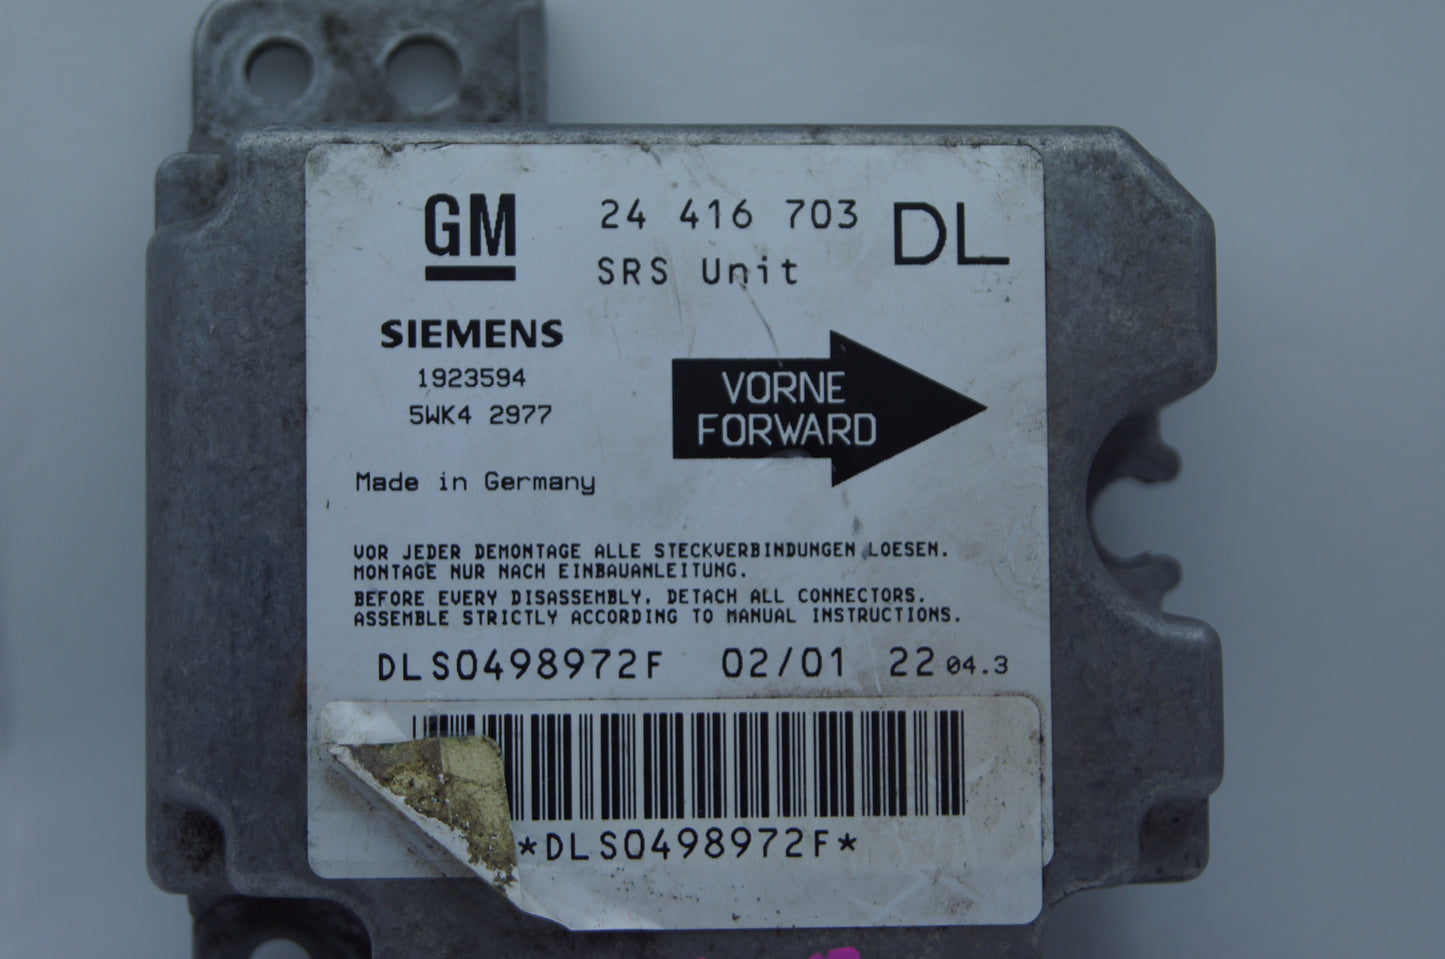 GM 24 416 703 DL
SRS Unit
SIEMENS
1923594
5WK4 2977
VORNE
FORWARD
Made in Germany
VOR JEDER DEMONTAGE ALLE STECKVERBINDUNGEN LOESEN.
MONTAGE NUR NACH EINBAUANLEITUNG.
BEFORE EVERY DISASSEMBLY, DETACH ALL CONNECTORS.
ASSEMBLE STRICTLY ACCORDING TO MANUAL INSTRUCTIONS.
DLS0498972F 02/01 22 04.3
*DLS0498972F*